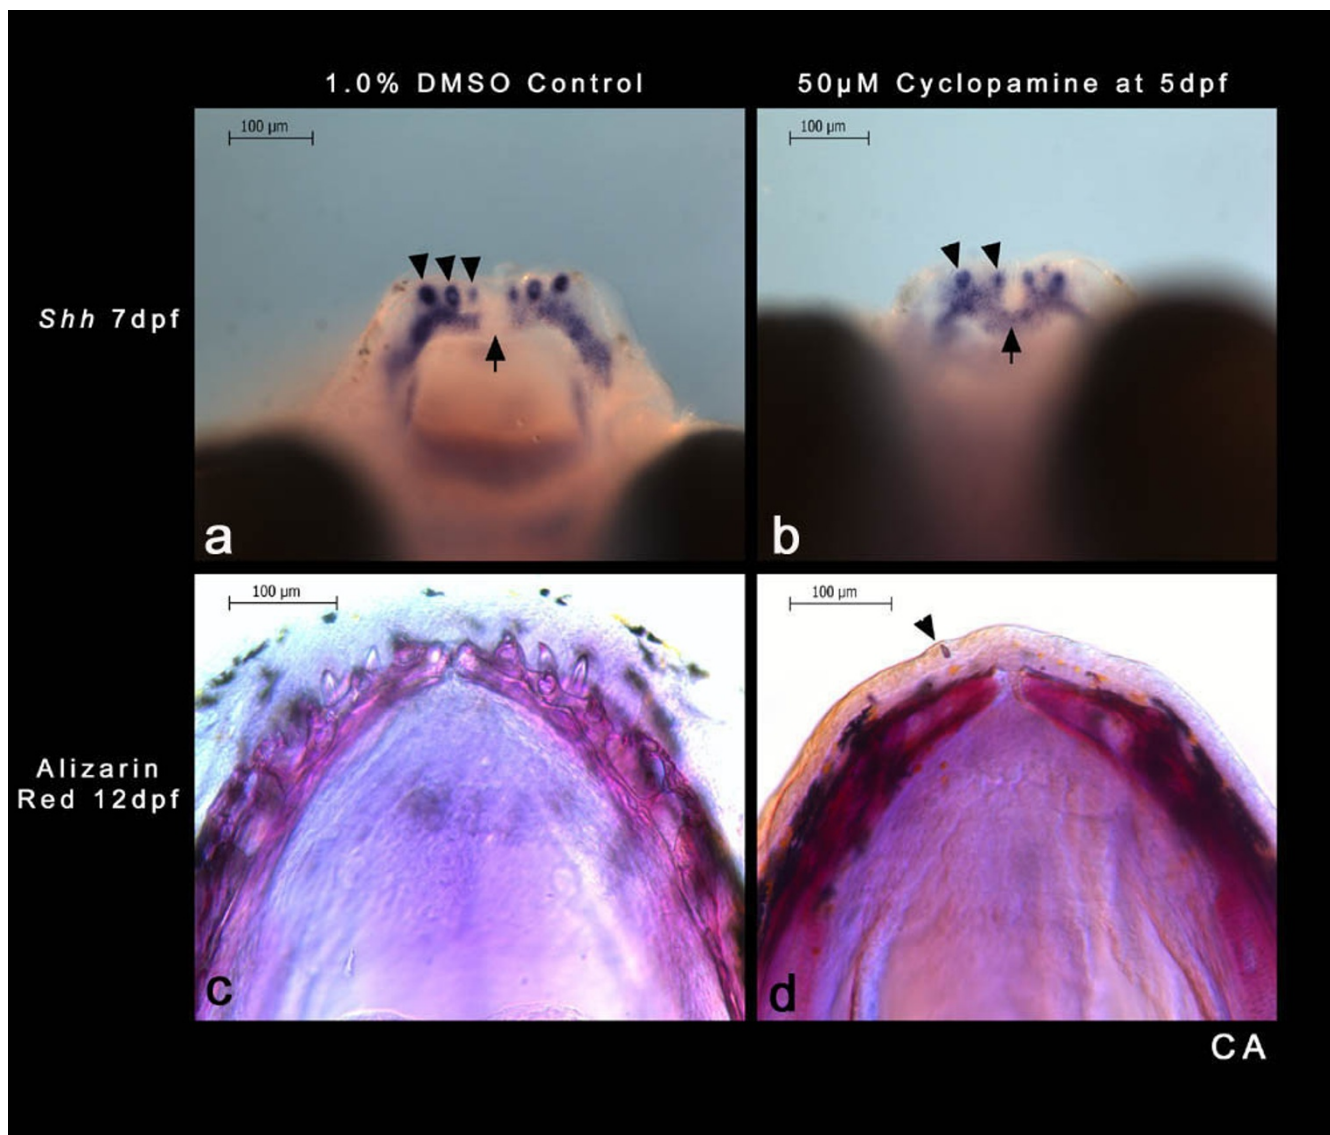 1.0% DMSO Control
50µM Cyclopamine at 5dpf
Shh 7dpf
100 µm
100 µm
a
b
Alizarin
Red 12dpf
100 µm
100 µm
c
d
CA